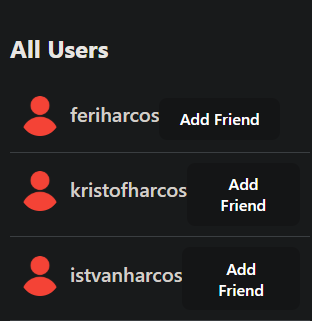 All Users
feriharcos Add Friend
kristofharcos Add
Friend
istvanharcos Add
Friend